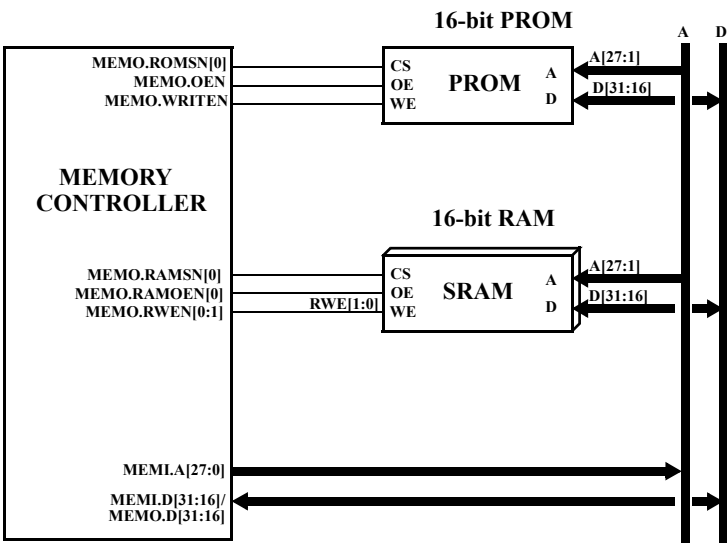 16-bit PROM
A D
MEMO.ROMSN[0]
MEMO.OEN
MEMO.WRITEN
CS
OE
WE
PROM
A
D
A[27:1]
D[31:16]
MEMORY
CONTROLLER
16-bit RAM
MEMO.RAMSN[0]
MEMO.RAMOEN[0]
MEMO.RWEN[0:1]
RWE[1:0]
CS
OE
WE
SRAM
A
D
A[27:1]
D[31:16]
MEMI.A[27:0]
MEMI.D[31:16]/
MEMO.D[31:16]